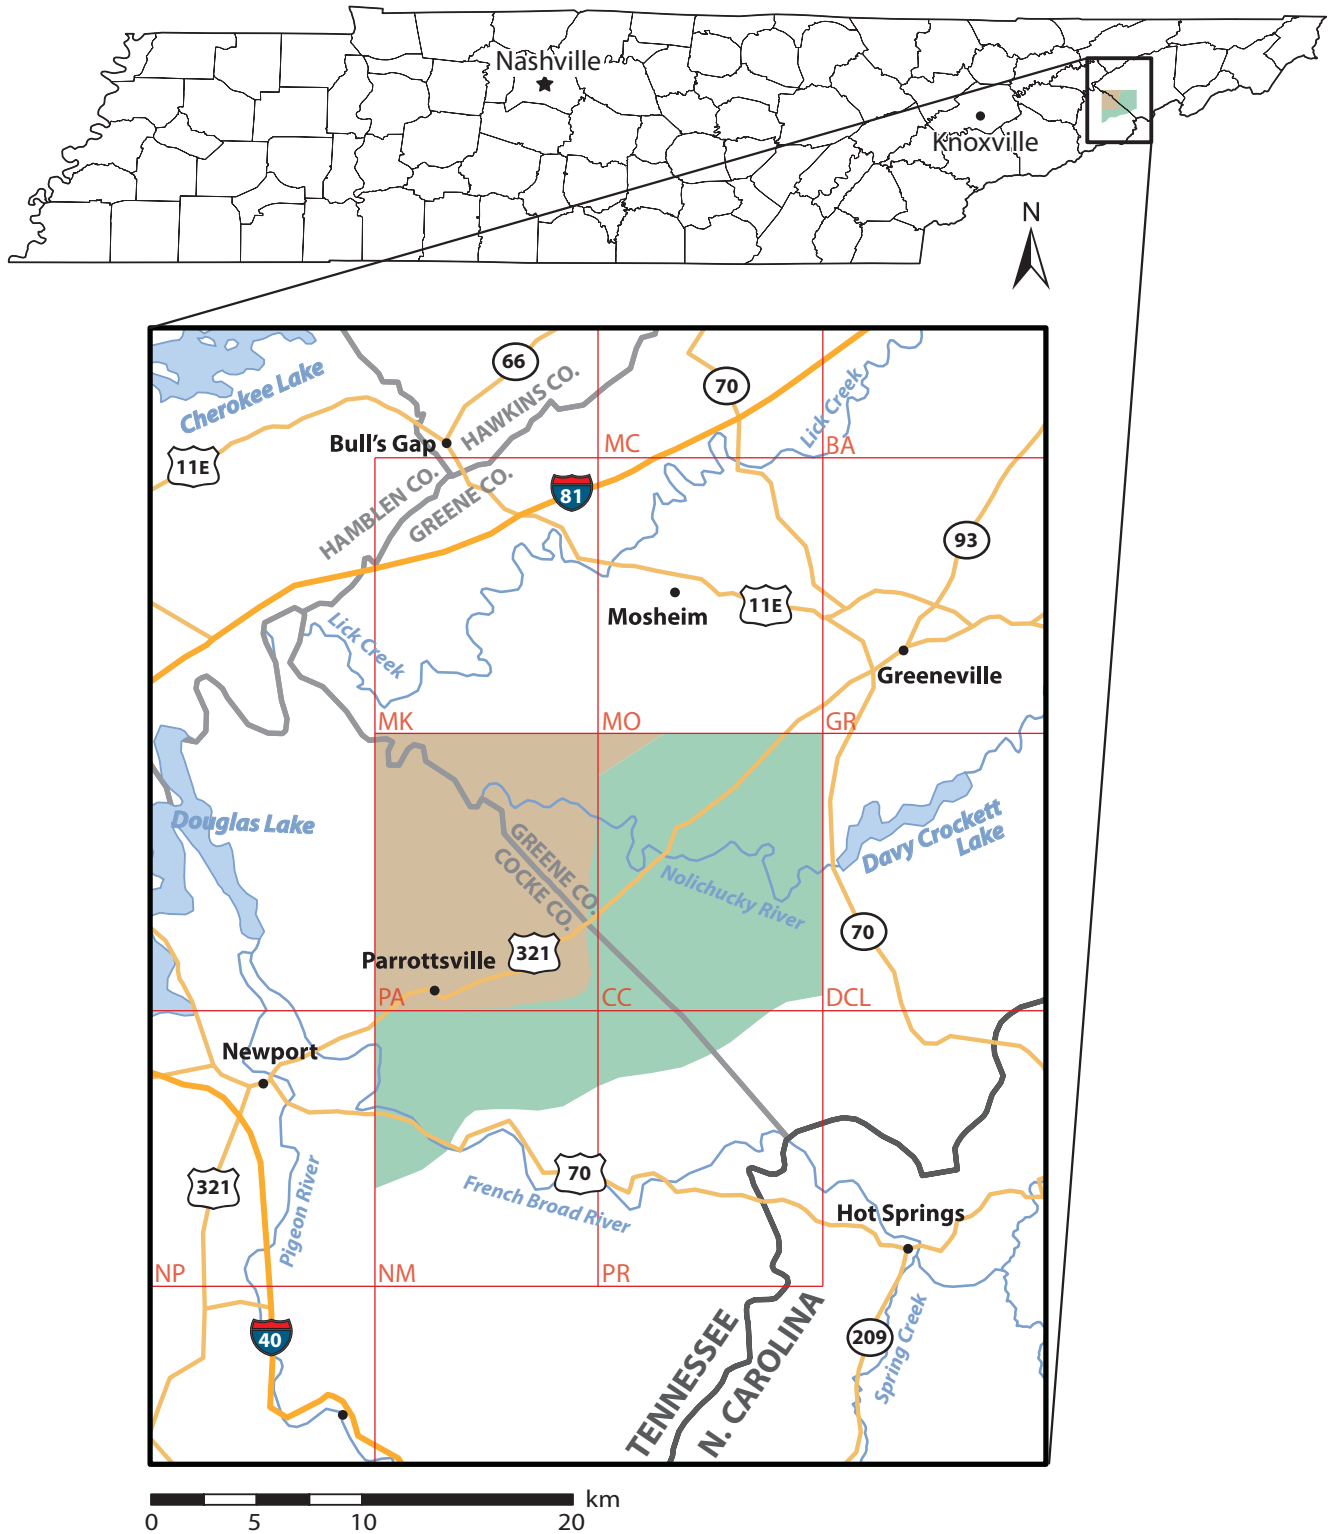 Nashville
Knoxville
N
Cherokee Lake
66
HAWKINS CO.
70
Lick Creek
Bull's Gap
MC
BA
11E
HAMBLEN CO.
GREENE CO.
81
93
Mosheim
11E
Lick Creek
Greeneville
MK
MO
GR
Douglas Lake
GREENE CO.
COCKE CO.
Nolichucky River
Davy Crockett
Lake
70
321
Parrottsville
PA
CC
DCL
Newport
321
Pigeon River
70
French Broad River
Hot Springs
NP
NM
PR
40
TENNESSEE
N. CAROLINA
209
Spring Creek
km
0 5 10 20